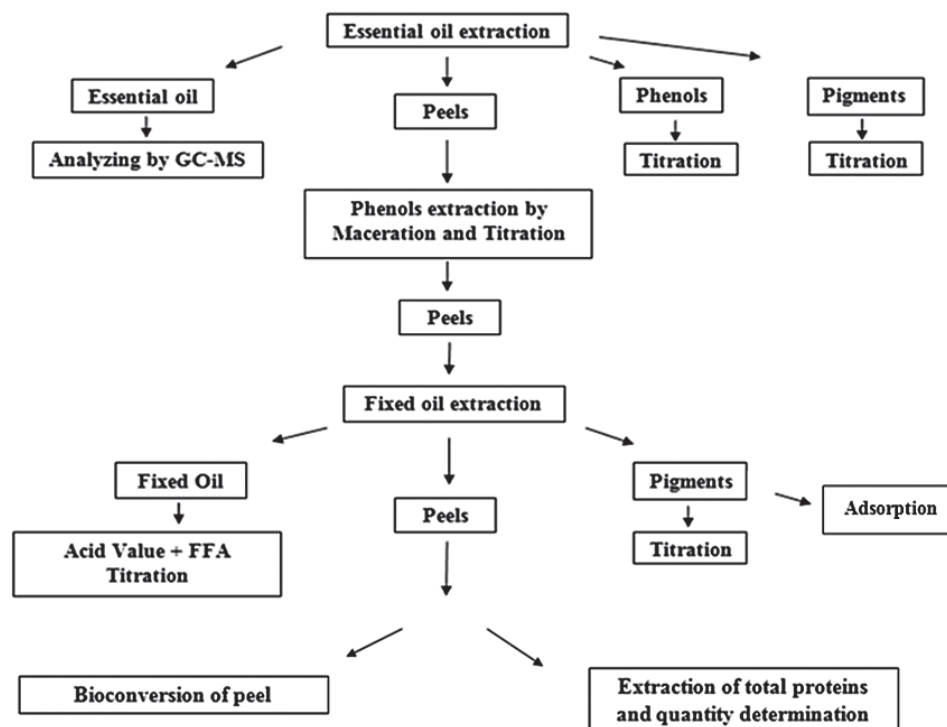 Essential oil extraction
Essential oil
Peels
Phenols
Pigments
Analyzing by GC-MS
Titration
Titration
Phenols extraction by
Maceration and Titration
Peels
Fixed oil extraction
Fixed Oil
Peels
Pigments
Adsorption
Acid Value + FFA
Titration
Titration
Bioconversion of peel
Extraction of total proteins
and quantity determination